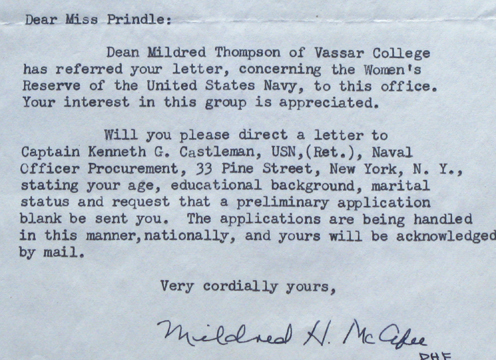 Dear Miss Prindle:
Dean Mildred Thompson of Vassar College
has referred your letter, concerning the Women's
Reserve of the United States Navy, to this office.
Your interest in this group is appreciated.
Will you please direct a letter to
Captain Kenneth G. Castleman, USN,(Ret.), Naval
Officer Procurement, 33 Pine Street, New York, N. Y.,
stating your age, educational background, marital
status and request that a preliminary application
blank be sent you. The applications are being handled
in this manner,nationally, and yours will be acknowledged
by mail.
Very cordially yours,
Mildred H. McAfee